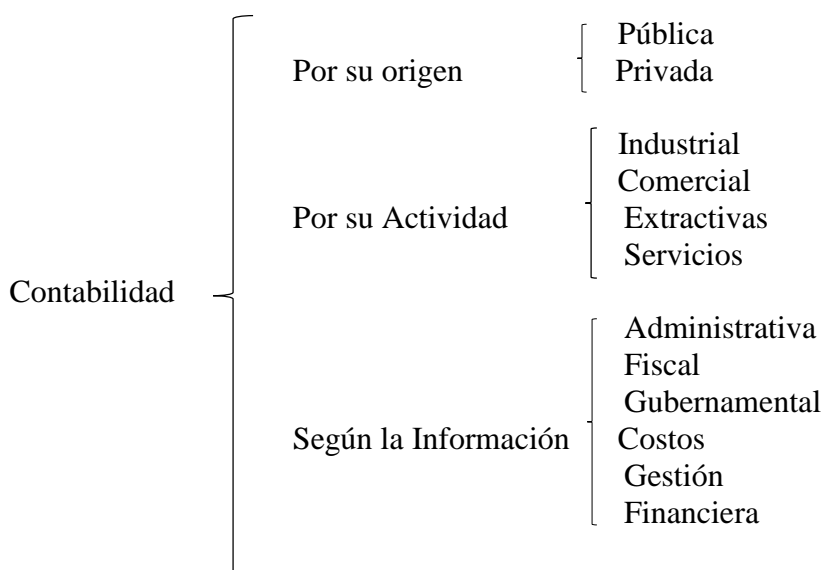 Contabilidad
Por su origen
Pública
Privada
Por su Actividad
Industrial
Comercial
Extractivas
Servicios
Según la Información
Administrativa
Fiscal
Gubernamental
Costos
Gestión
Financiera